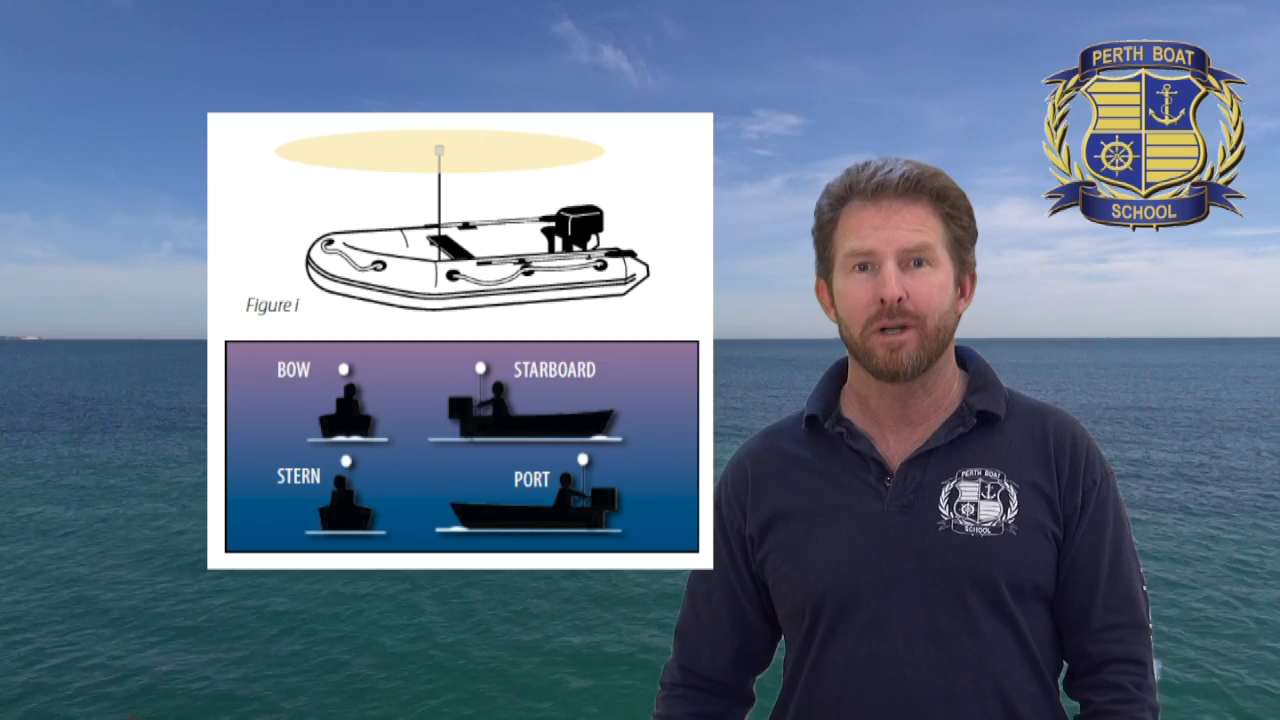 PERTH BOAT
SCHOOL
Figure i
BOW
STARBOARD
STERN
PORT
PERTH BOAT
SCHOOL